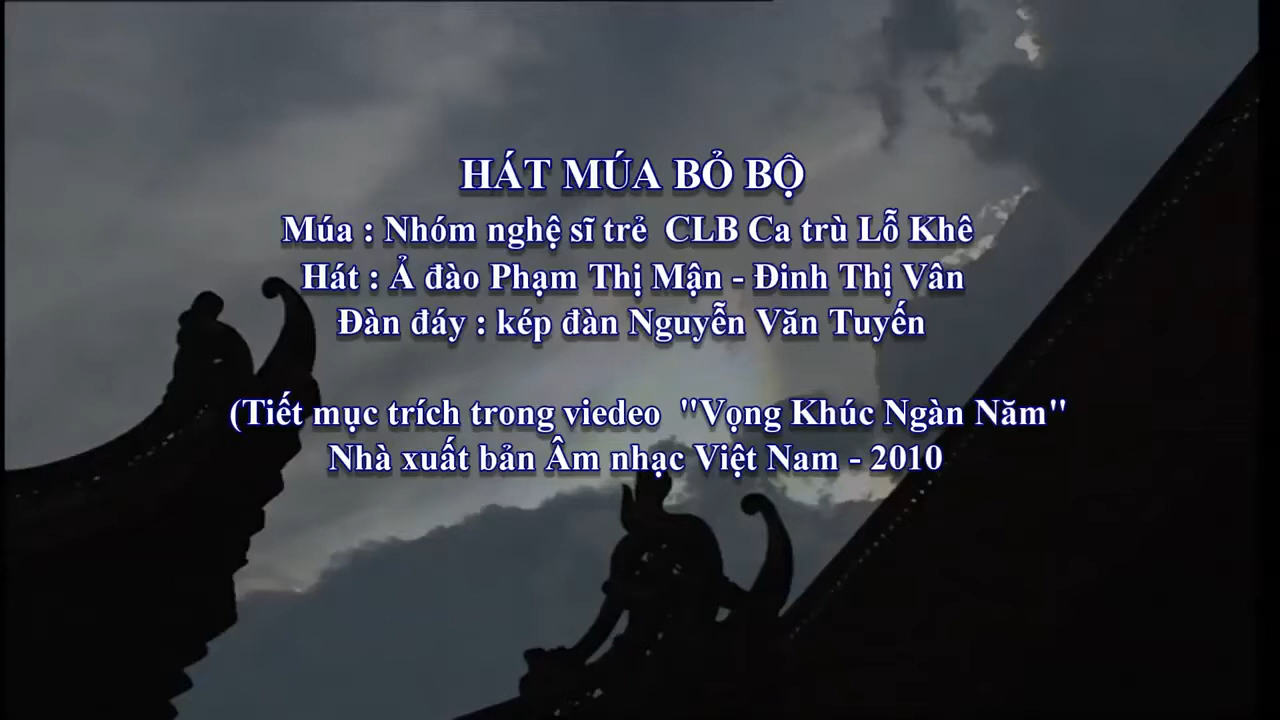 HÁT MÚA BỎ BỘ
Múa : Nhóm nghệ sĩ trẻ CLB Ca trù Lỗ Khê
Hát : Ả đào Phạm Thị Mận - Đinh Thị Vân
Đàn đáy : kép đàn Nguyễn Văn Tuyến
(Tiết mục trích trong viedeo "Vọng Khúc Ngàn Năm"
Nhà xuất bản Âm nhạc Việt Nam - 2010